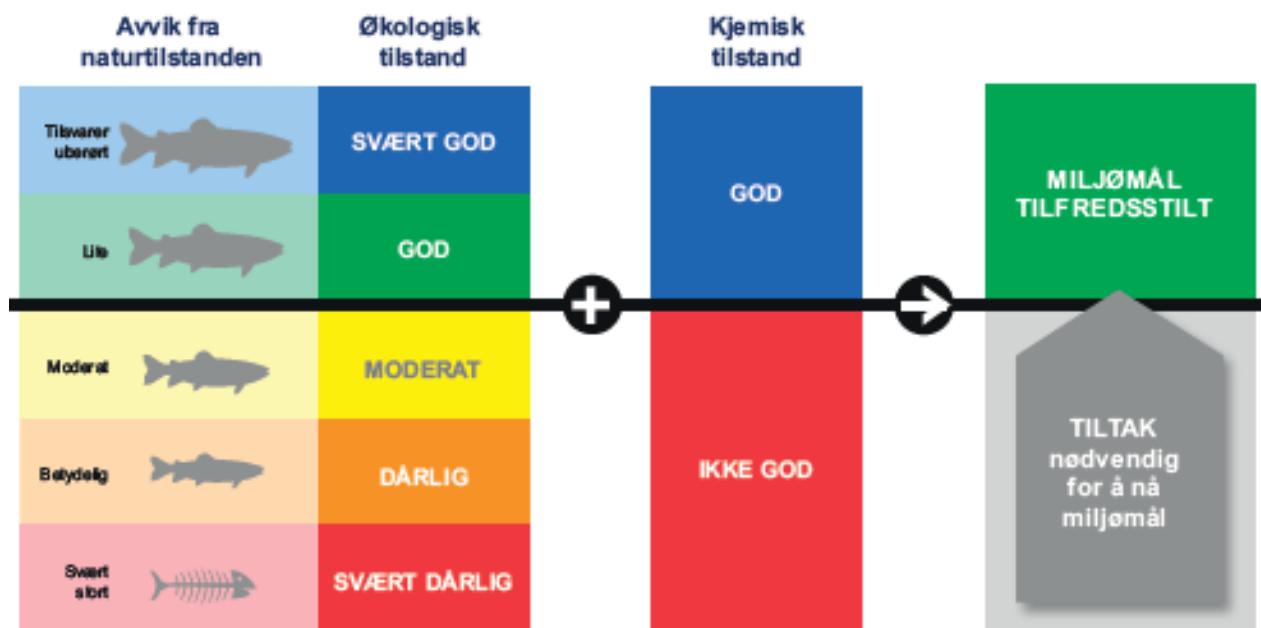 Avvik fra
naturtilstanden
Økologisk
tilstand
Kjemisk
tilstand
Tilsvarer
uberørt
SVÆRT GOD
Lite
GOD
Moderat
MODERAT
Betydelig
DÅRLIG
Svært
stort
SVÆRT DÅRLIG
GOD
IKKE GOD
MILJØMÅL
TILFREDSSTILT
TILTAK
nødvendig
for å nå
miljømål